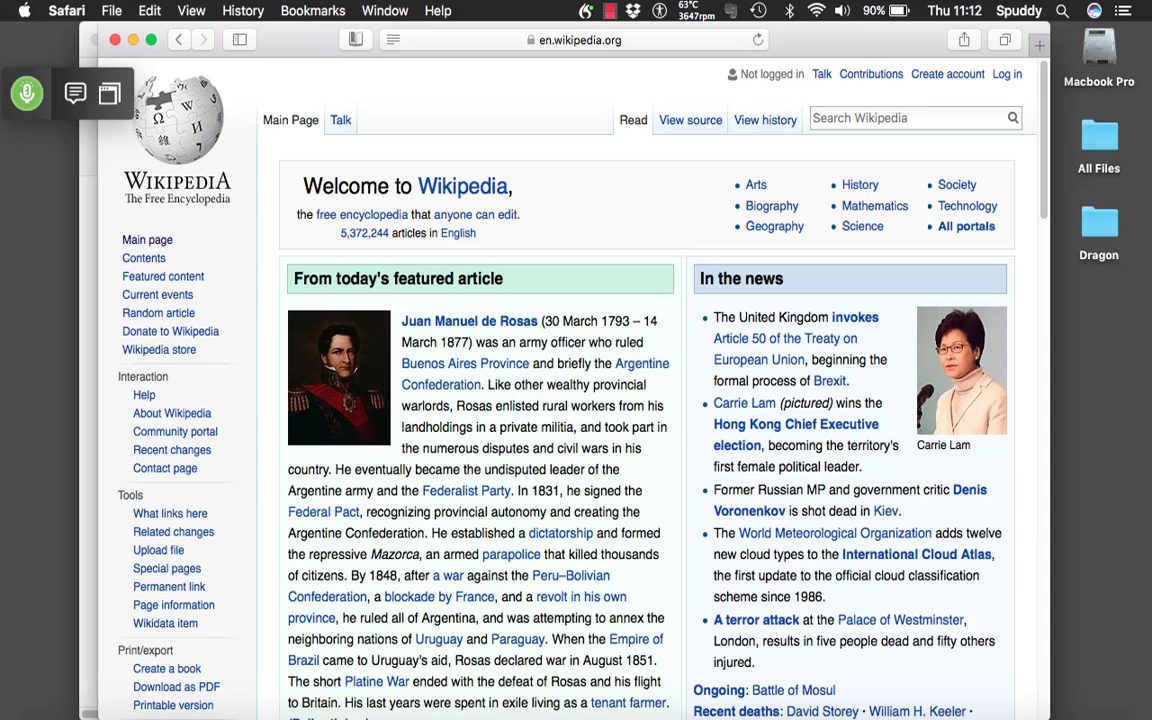 Safari File Edit View History Bookmarks Window Help 63°C 3647rpm 90% Thu 11:12 Spuddy
en.wikipedia.org
Macbook Pro
All Files
Dragon
Not logged in Talk Contributions Create account Log in
Main Page Talk Read View source View history Search Wikipedia
WIKIPEDIA
The Free Encyclopedia
Main page
Contents
Featured content
Current events
Random article
Donate to Wikipedia
Wikipedia store
Interaction
Help
About Wikipedia
Community portal
Recent changes
Contact page
Tools
What links here
Related changes
Upload file
Special pages
Permanent link
Page information
Wikidata item
Print/export
Create a book
Download as PDF
Printable version
Welcome to Wikipedia,
the free encyclopedia that anyone can edit.
5,372,244 articles in English
Arts
Biography
Geography
History
Mathematics
Science
Society
Technology
All portals
From today's featured article
Juan Manuel de Rosas (30 March 1793 – 14
March 1877) was an army officer who ruled
Buenos Aires Province and briefly the Argentine
Confederation. Like other wealthy provincial
warlords, Rosas enlisted rural workers from his
landholdings in a private militia, and took part in
the numerous disputes and civil wars in his
country. He eventually became the undisputed leader of the
Argentine army and the Federalist Party. In 1831, he signed the
Federal Pact, recognizing provincial autonomy and creating the
Argentine Confederation. He established a dictatorship and formed
the repressive Mazorca, an armed parapolice that killed thousands
of citizens. By 1848, after a war against the Peru–Bolivian
Confederation, a blockade by France, and a revolt in his own
province, he ruled all of Argentina, and was attempting to annex the
neighboring nations of Uruguay and Paraguay. When the Empire of
Brazil came to Uruguay's aid, Rosas declared war in August 1851.
The short Platine War ended with the defeat of Rosas and his flight
to Britain. His last years were spent in exile living as a tenant farmer.
In the news
The United Kingdom invokes
Article 50 of the Treaty on
European Union, beginning the
formal process of Brexit.
Carrie Lam (pictured) wins the
Hong Kong Chief Executive
election, becoming the territory's
first female political leader.
Carrie Lam
Former Russian MP and government critic Denis
Voronenkov is shot dead in Kiev.
The World Meteorological Organization adds twelve
new cloud types to the International Cloud Atlas,
the first update to the official cloud classification
scheme since 1986.
A terror attack at the Palace of Westminster,
London, results in five people dead and fifty others
injured.
Ongoing: Battle of Mosul
Recent deaths: David Storey · William H. Keeler ·